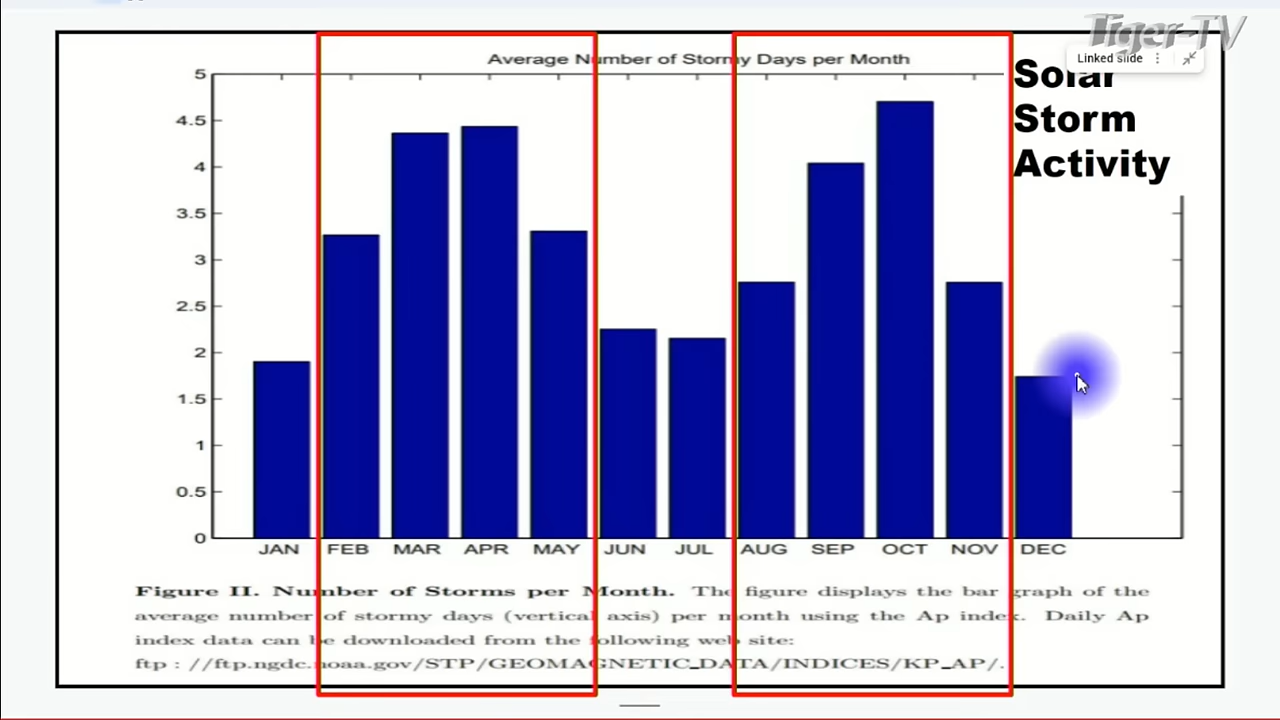 Tiger-TV
Linked slide
Solar
Storm
Activity
Average Number of Stormy Days per Month
5
4.5
4
3.5
3
2.5
2
1.5
1
0.5
0
JAN FEB MAR APR MAY JUN JUL AUG SEP OCT NOV DEC
Figure II. Number of Storms per Month. The figure displays the bar graph of the
average number of stormy days (vertical axis) per month using the Ap index. Daily Ap
index data can be downloaded from the following web site:
ftp : //ftp.ngdc.noaa.gov/STP/GEOMAGNETIC_DATA/INDICES/KP_AP/.